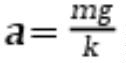 a = mg/k